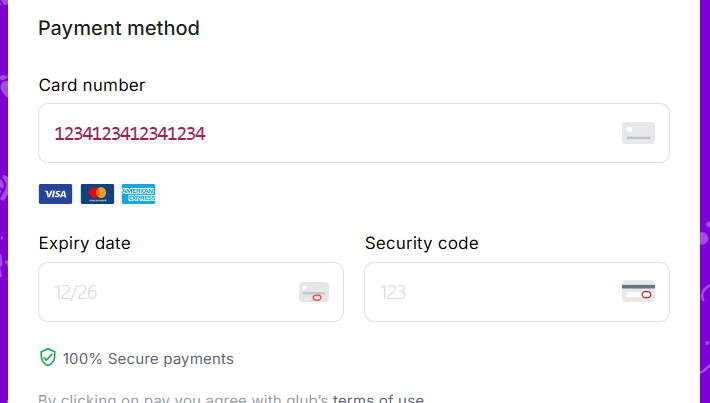 Payment method
Card number
1234123412341234
VISA
AMERICAN EXPRESS
Expiry date
Security code
12/26
123
100% Secure payments
By clicking on pay you agree with glub's terms of use